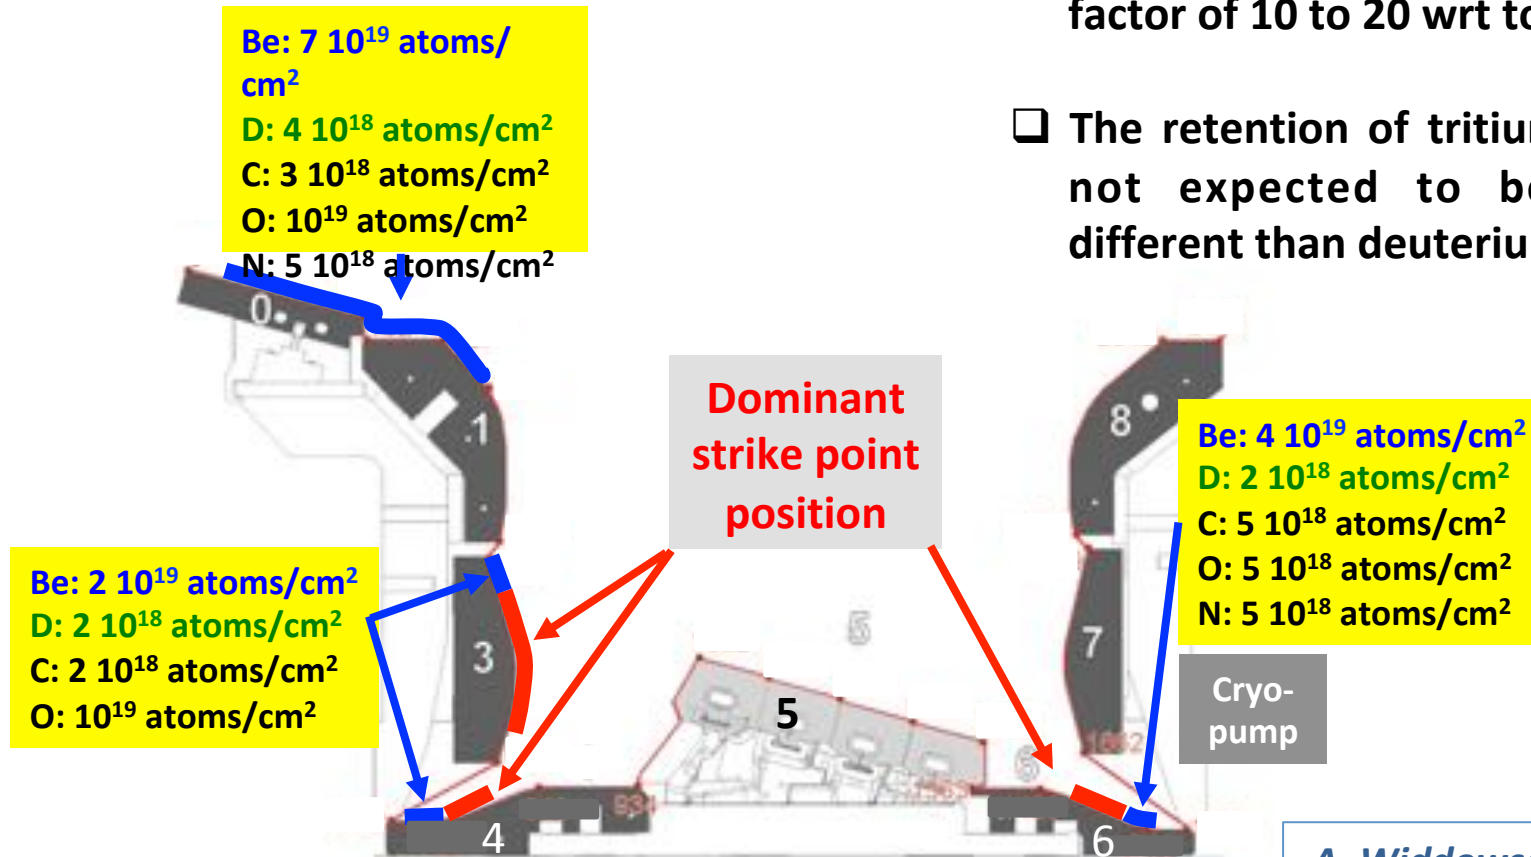 factor of 10 to 20 wrt
❑ The retention of
not expected to
different than
Be: 7 10¹⁹ atoms/
cm²
D: 4 10¹⁸ atoms/cm²
C: 3 10¹⁸ atoms/cm²
O: 10¹⁹ atoms/cm²
N: 5 10¹⁸ atoms/cm²
0
1
Dominant
strike point
position
8
Be: 4 10¹⁹ atoms/cm²
D: 2 10¹⁸ atoms/cm²
C: 5 10¹⁸ atoms/cm²
O: 5 10¹⁸ atoms/cm²
N: 5 10¹⁸ atoms/cm²
Be: 2 10¹⁹ atoms/cm²
D: 2 10¹⁸ atoms/cm²
C: 2 10¹⁸ atoms/cm²
O: 10¹⁹ atoms/cm²
3
5
7
5
Cryo-
pump
6
934
4
6
A.